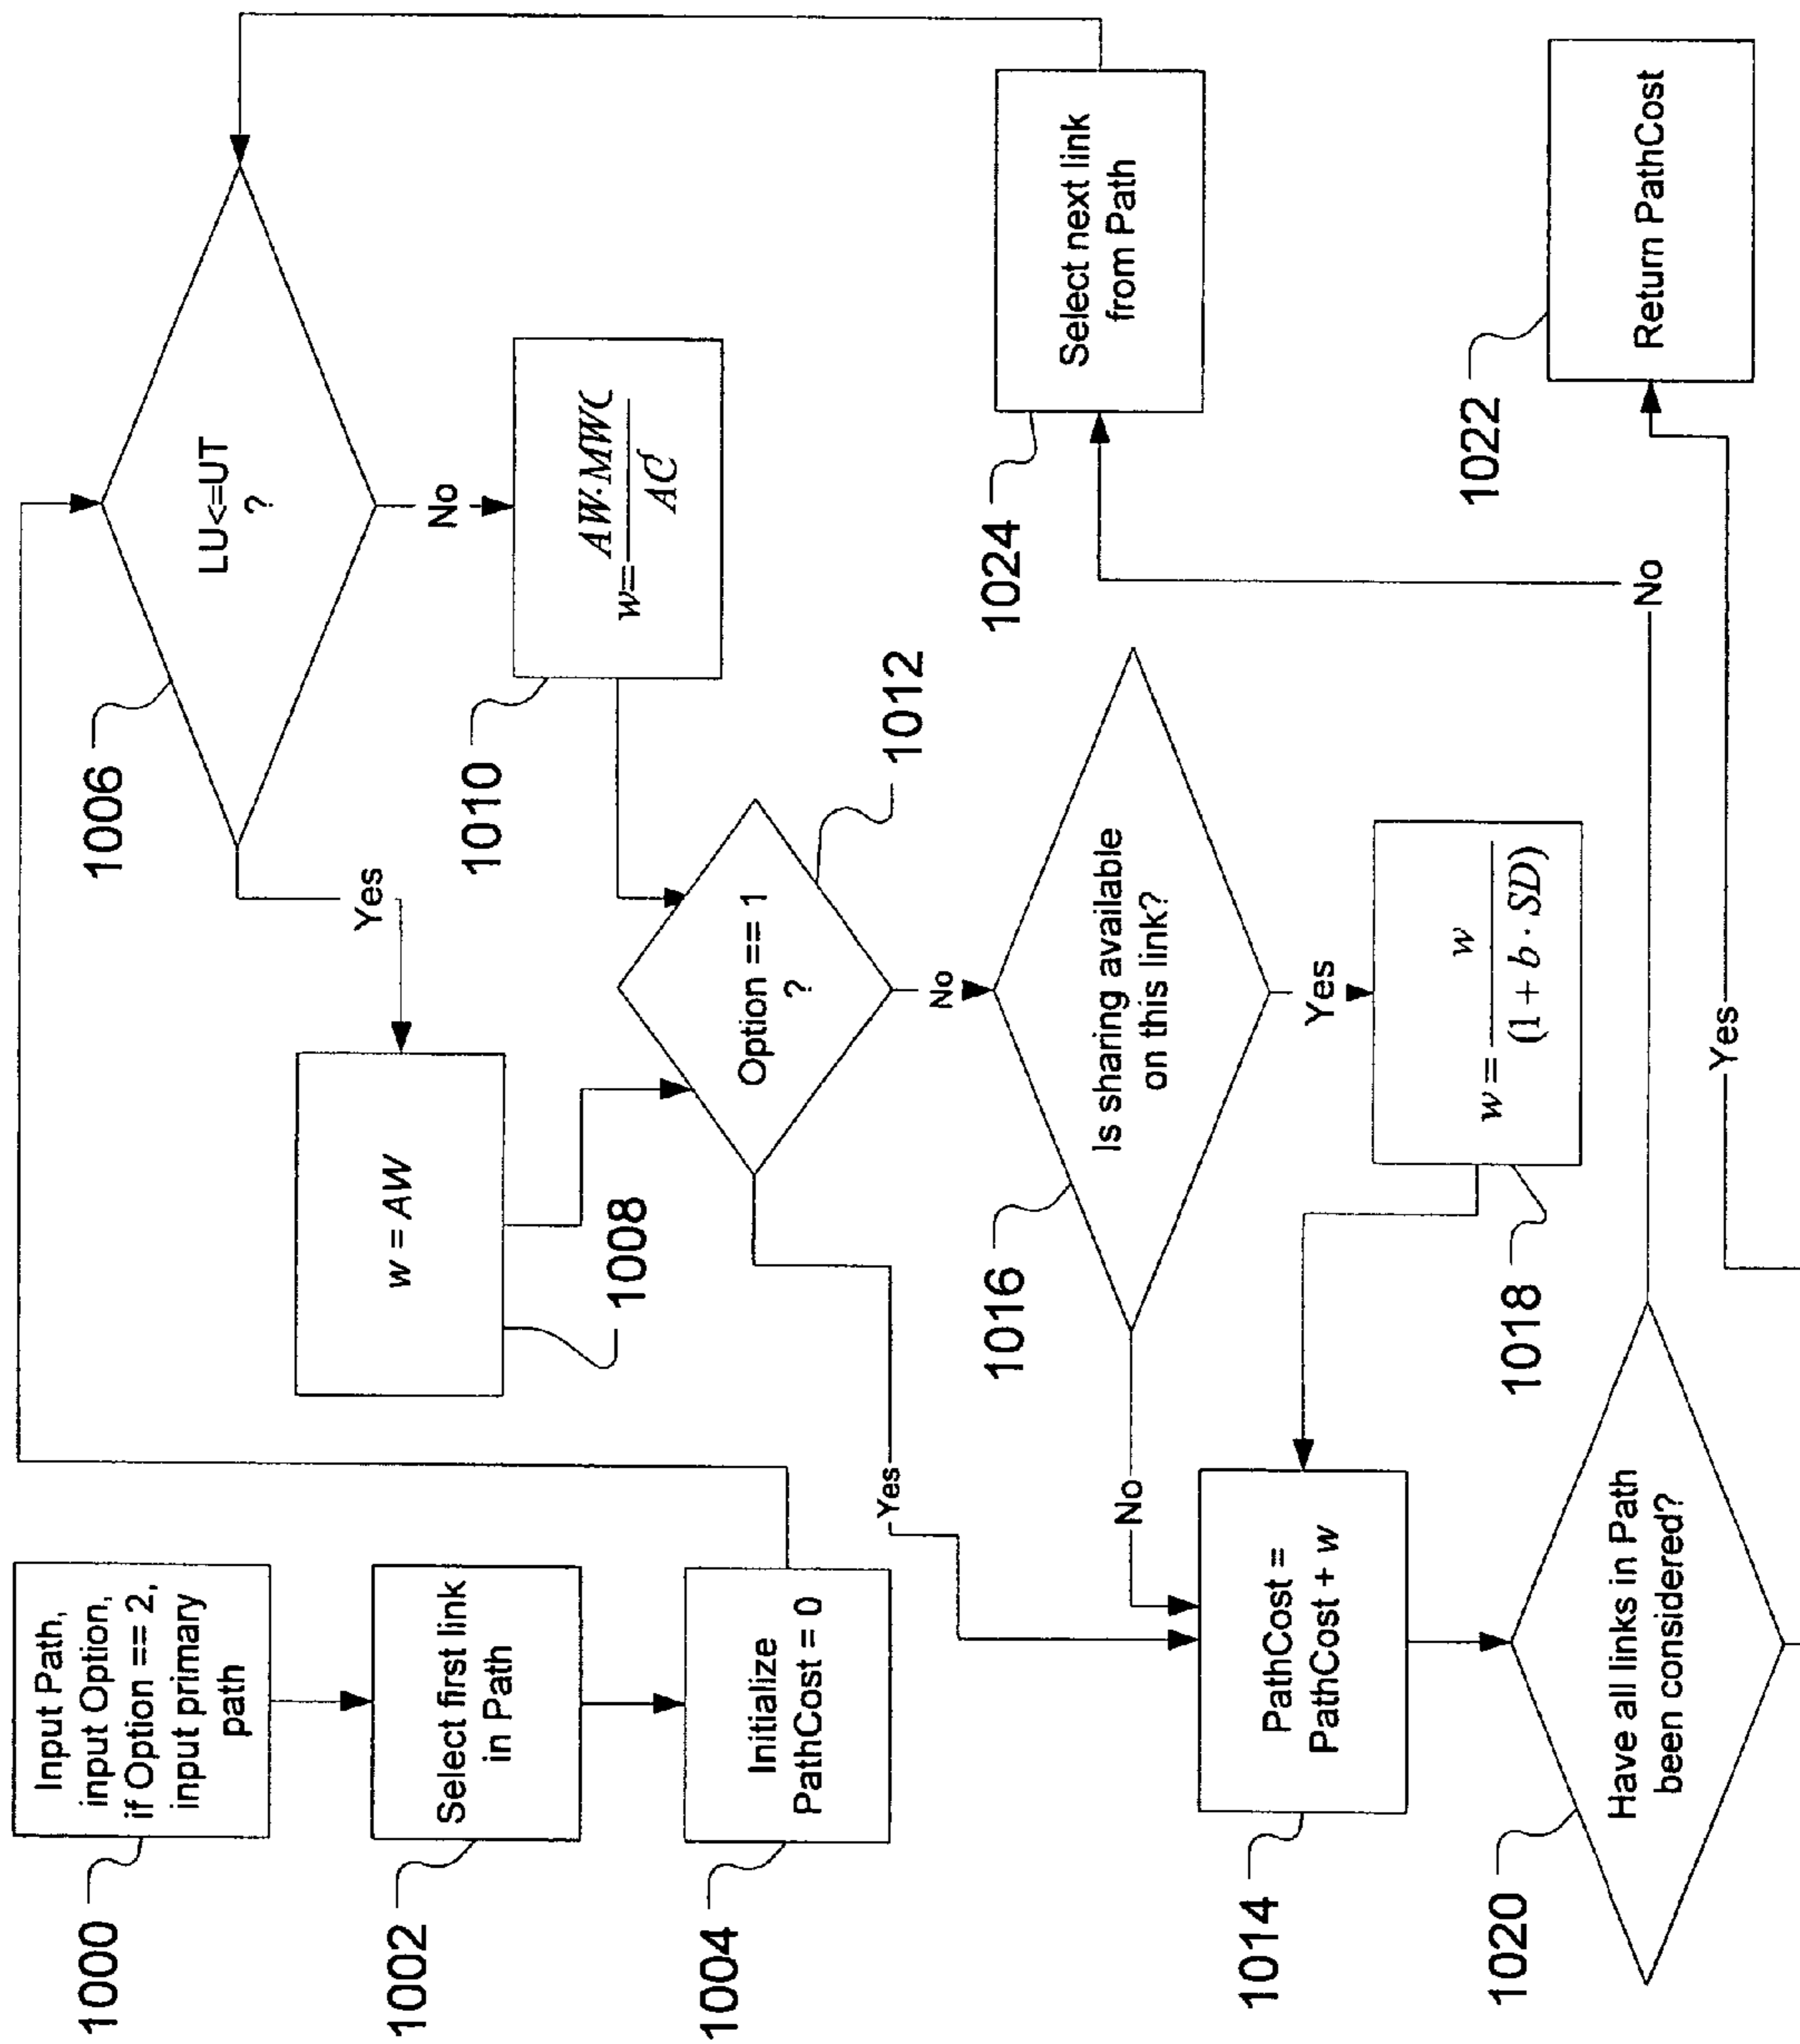 1000
Input Path,
input Option,
if Option == 2,
input primary
path
1002
Select first link
in Path
1004
Initialize
PathCost = 0
1006
LU<=UT
?
Yes
No
w = AW
1008
1010
w= AW·MWC
AC
1012
Option == 1
?
Yes
No
1016
Is sharing available
on this link?
No
Yes
1018
w = w
(1 + b · SD)
1014
PathCost =
PathCost + w
1020
Have all links in Path
been considered?
No
Yes
1024
Select next link
from Path
1022
Return PathCost